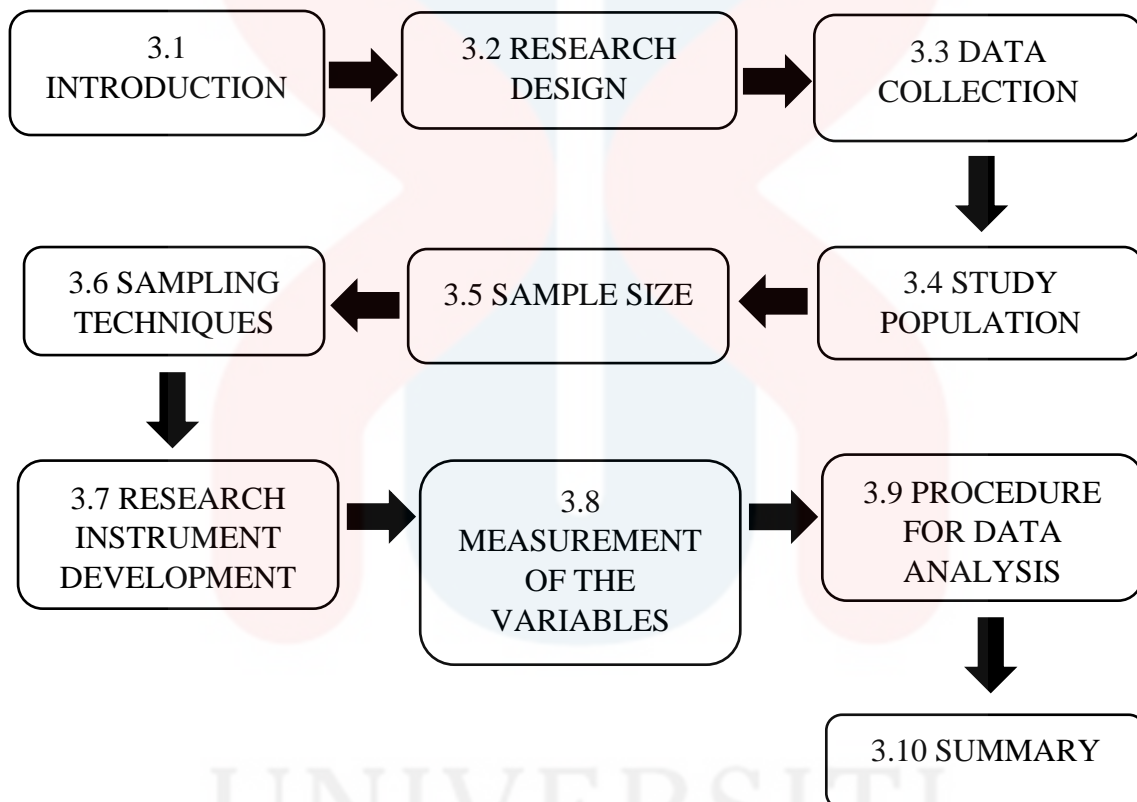 3.1
INTRODUCTION
3.2 RESEARCH
DESIGN
3.3 DATA
COLLECTION
3.4 STUDY
POPULATION
3.5 SAMPLE SIZE
3.6 SAMPLING
TECHNIQUES
3.7 RESEARCH
INSTRUMENT
DEVELOPMENT
3.8
MEASUREMENT
OF THE
VARIABLES
3.9 PROCEDURE
FOR DATA
ANALYSIS
3.10 SUMMARY
UNIVERSITI